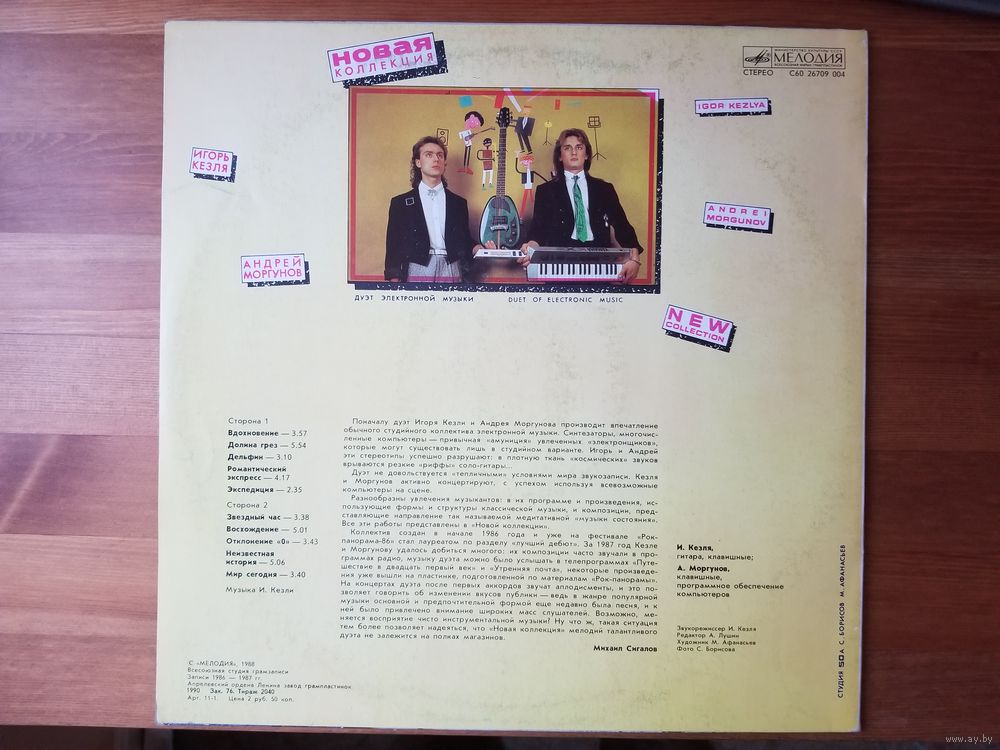 НОВАЯ
КОЛЛЕКЦИЯ
МИНИСТЕРСТВО КУЛЬТУРЫ СССР
МЕЛОДИЯ
ВСЕСОЮЗНАЯ ФИРМА ГРАМПЛАСТИНОК
СТЕРЕО С60 26709 004
IGOR KEZLYA
ИГОРЬ
КЕЗЛЯ
ANDREI
MORGUNOV
АНДРЕЙ
МОРГУНОВ
ДУЭТ ЭЛЕКТРОННОЙ МУЗЫКИ
DUET OF ELECTRONIC MUSIC
NEW
COLLECTION
Сторона 1
Вдохновение — 3.57
Долина грез — 5.54
Дельфин — 3.10
Романтический
экспресс — 4.17
Экспедиция — 2.35
Сторона 2
Звездный час — 3.38
Восхождение — 5.01
Отклонение «0» — 3.43
Неизвестная
история — 5.06
Мир сегодня — 3.40
Музыка И. Кезли
Поначалу дуэт Игоря Кезли и Андрея Моргунова производит впечатление
обычного студийного коллектива электронной музыки. Синтезаторы, многочис-
ленные компьютеры — привычная «амуниция» увлеченных «электронщиков»,
которые могут существовать лишь в студийном варианте. Игорь и Андрей
эти стереотипы успешно разрушают: в плотную ткань «космических» звуков
врываются резкие «риффы» соло-гитары...
Дуэт не довольствуется «тепличными» условиями мира звукозаписи. Кезля
и Моргунов активно концертируют, с успехом используя всевозможные
компьютеры на сцене.
Разнообразны увлечения музыкантов: в их программе и произведения, ис-
пользующие формы и структуры классической музыки, и композиции, пред-
ставляющие направление так называемой медитативной «музыки состояния».
Все эти работы представлены в «Новой коллекции».
Коллектив создан в начале 1986 года и уже на фестивале «Рок-
панорама-86» стал лауреатом по разделу «лучший дебют». За 1987 год Кезле
и Моргунову удалось добиться многого: их композиции часто звучали в про-
граммах радио, музыку дуэта можно было услышать в телепрограммах «Путе-
шествие в двадцать первый век» и «Утренняя почта», некоторые произведе-
ния уже вышли на пластинке, подготовленной по материалам «Рок-панорамы».
На концертах дуэта после первых аккордов звучат аплодисменты, и это по-
зволяет говорить об изменении вкусов публики — ведь в жанре популярной
музыки основной и предпочтительной формой еще недавно была песня, и к
ней было привлечено внимание широких масс слушателей. Возможно, ме-
няется восприятие чисто инструментальной музыки? Ну что ж, такая ситуация
тем более позволяет надеяться, что «Новая коллекция» мелодий талантливого
дуэта не залежится на полках магазинов.
Михаил Сигалов
И. Кезля,
гитара, клавишные;
А. Моргунов,
клавишные,
программное обеспечение
компьютеров
Звукорежиссер И. Кезля
Редактор А. Лушин
Художник М. Афанасьев
Фото С. Борисова
СТУДИЯ 50А С. БОРИСОВ М. АФАНАСЬЕВ
С «МЕЛОДИЯ», 1988
Всесоюзная студия грамзаписи
Записи 1986 — 1987 гг.
Апрелевский ордена Ленина завод грампластинок
1990 Зак. 76. Тираж 2040
Арт. 11-1. Цена 2 руб. 50 коп.
www.ay.by